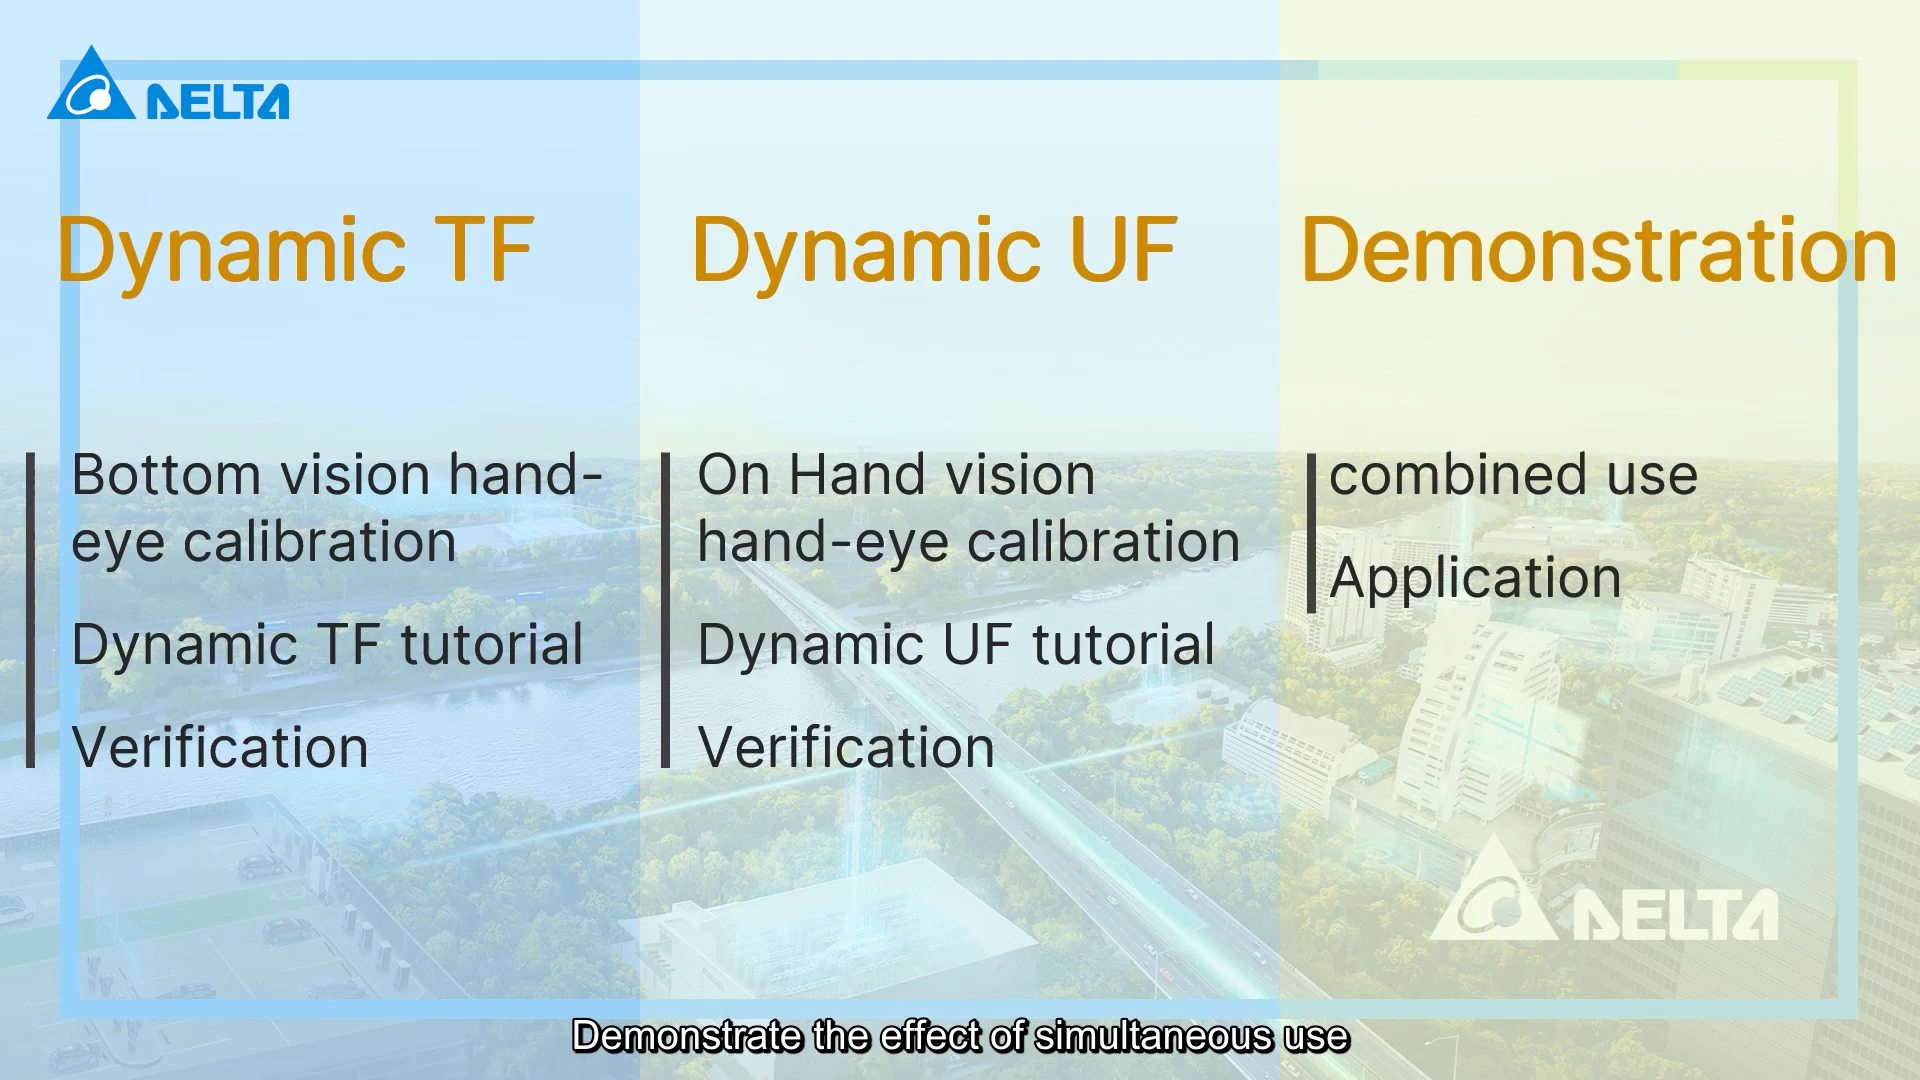 DELTA
Dynamic TF
Bottom vision hand-
eye calibration
Dynamic TF tutorial
Verification
Dynamic UF
On Hand vision
hand-eye calibration
Dynamic UF tutorial
Verification
Demonstration
combined use
Application
DELTA
Demonstrate the effect of simultaneous use